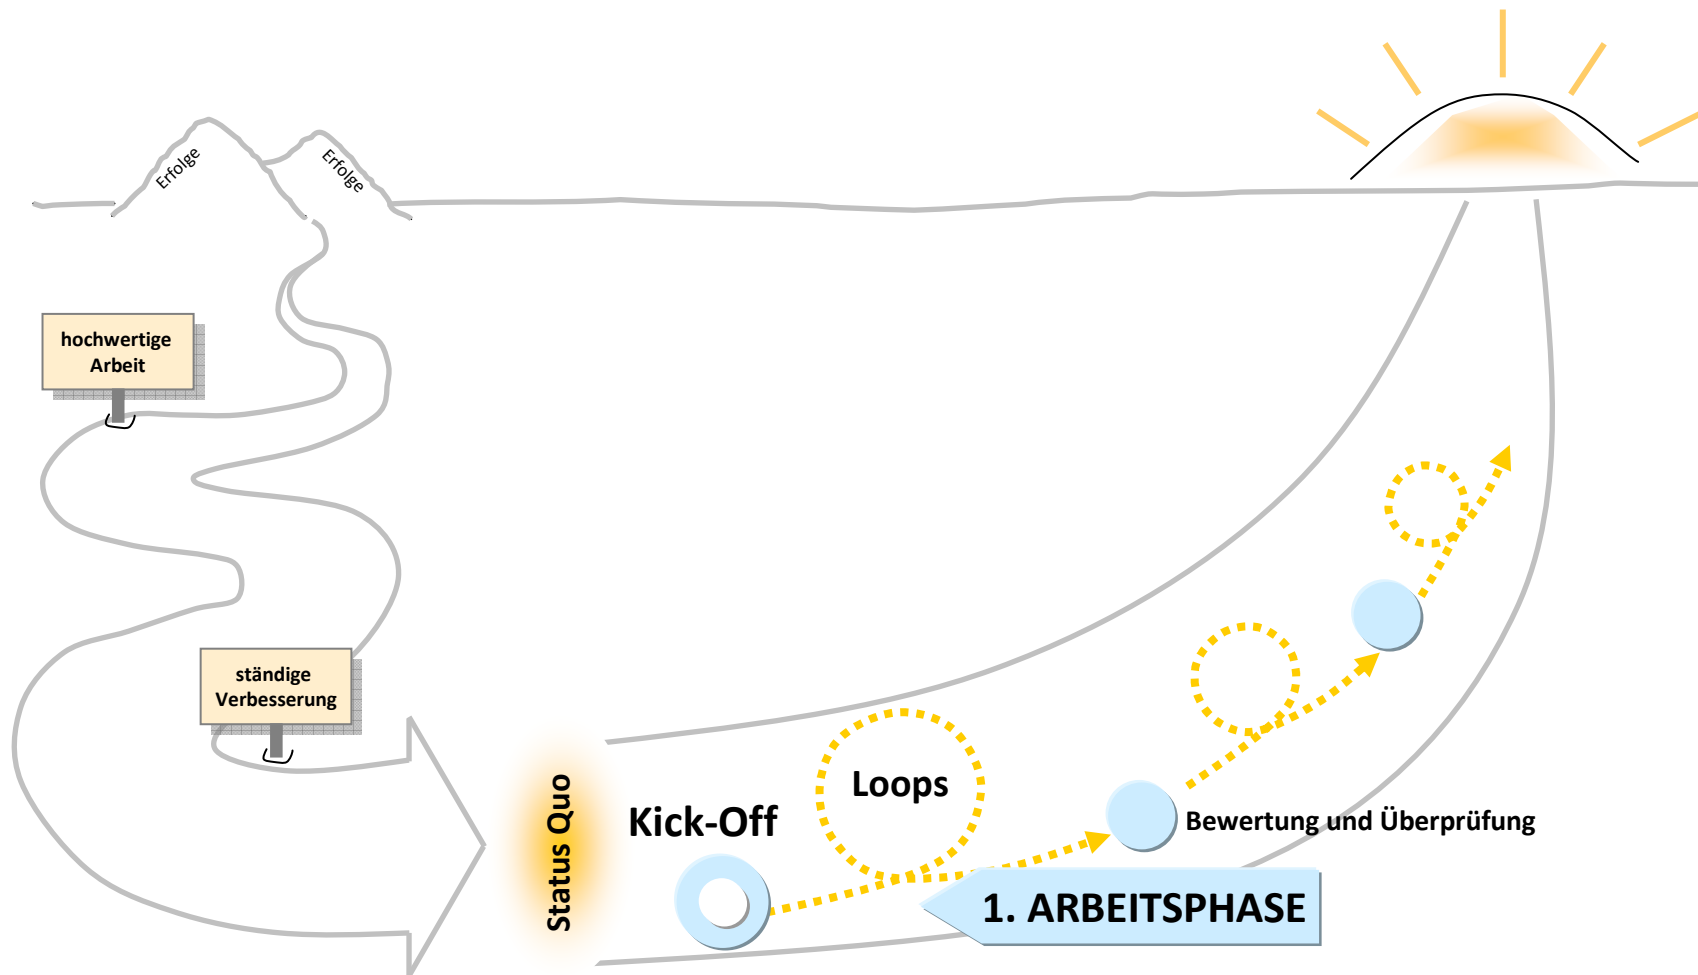 Erfolge
Erfolge
hochwertige
Arbeit
ständige
Verbesserung
Status Quo
Kick-Off
Loops
Bewertung und Überprüfung
1. ARBEITSPHASE